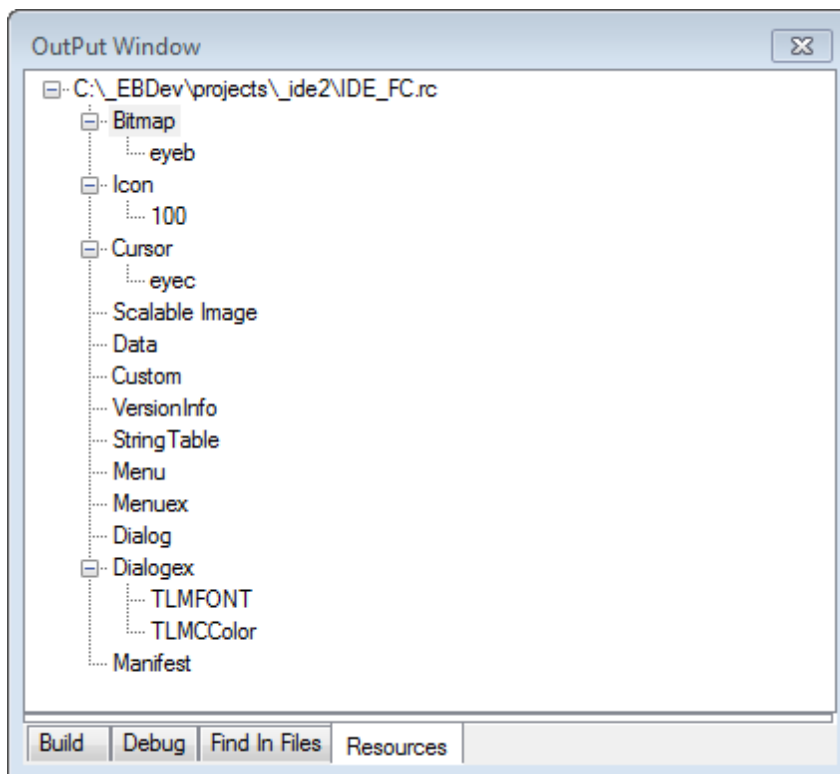 OutPut Window
C:\_EBDev\projects\_ide2\IDE_FC.rc
Bitmap
eyeb
Icon
100
Cursor
eyec
Scalable Image
Data
Custom
VersionInfo
StringTable
Menu
Menuex
Dialog
Dialogex
TLMFONT
TLMCColor
Manifest
Build Debug Find In Files Resources